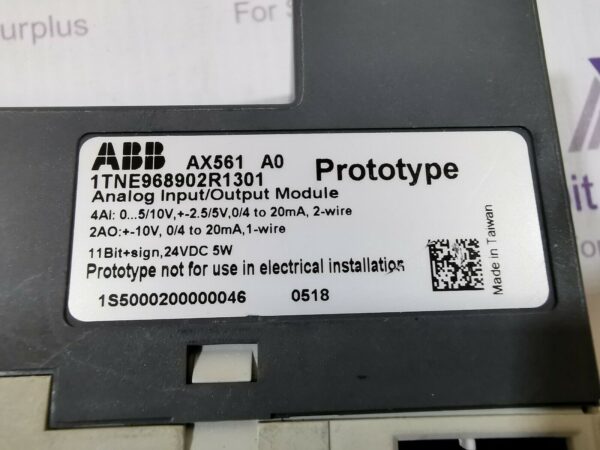 urplus
For S
ABB AX561 A0 Prototype
1TNE968902R1301
Analog Input/Output Module
4Ai: 0...5/10V,+-2.5/5V,0/4 to 20mA, 2-wire
2AO:+-10V, 0/4 to 20mA,1-wire
11Bit+sign,24VDC 5W
Prototype not for use in electrical installation
1S5000200000046 0518
Made in Taiwan
it